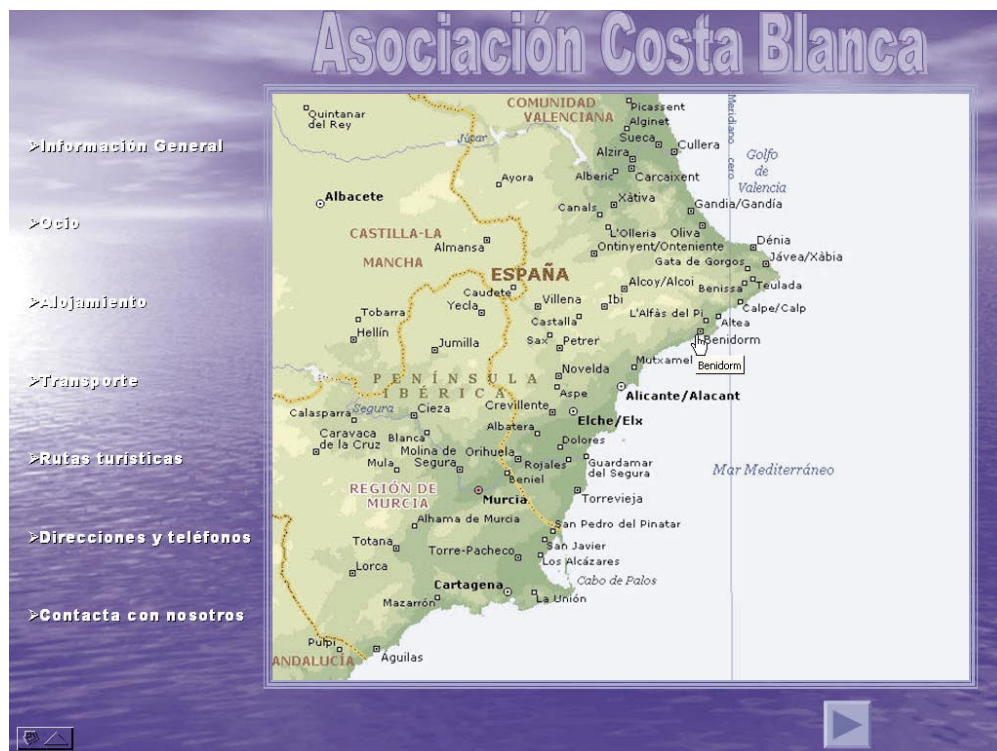 Asociación Costa Blanca
➢Información General
➢Ocio
➢Alojamiento
➢Transporte
➢Rutas turísticas
➢Direcciones y teléfonos
➢Contacta con nosotros
Quintanar
del Rey
COMUNIDAD
VALENCIANA
Picassent
Alginet
Sueca
Cullera
Júcar
Alzira
Meridiano cero
Golfo
de
Valencia
Ayora
Alberic
Carcaixent
Albacete
Xàtiva
Canals
Gandia/Gandía
CASTILLA-LA
MANCHA
Almansa
L'Olleria
Oliva
Ontinyent/Onteniente
Dénia
Gata de Gorgos
Jávea/Xàbia
ESPAÑA
Caudete
Alcoy/Alcoi
Benissa
Teulada
Villena
Ibi
Yecla
Calpe/Calp
Tobarra
Castalla
L'Alfàs del Pi
Altea
Hellín
Jumilla
Sax
Petrer
Benidorm
Benidorm
Mutxamel
Novelda
PENÍNSULA
IBÉRICA
Aspe
Alicante/Alacant
Segura
Calasparra
Cieza
Crevillente
Elche/Elx
Caravaca
de la Cruz
Blanca
Albatera
Dolores
Molina de
Segura
Orihuela
Mula
Rojales
Guardamar
del Segura
Mar Mediterráneo
Beniel
REGIÓN DE
MURCIA
Murcia
Torrevieja
Alhama de Murcia
San Pedro del Pinatar
Totana
Torre-Pacheco
San Javier
Los Alcázares
Lorca
Cartagena
Cabo de Palos
Mazarrón
La Unión
Pulpí
ANDALUCÍA
Águilas